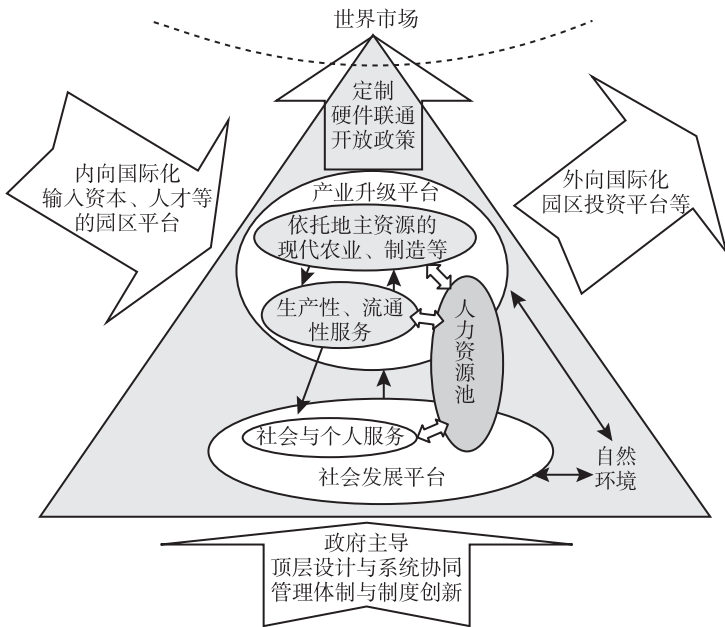 世界市场
定制
硬件联通
开放政策
内向国际化
输入资本、人才等
的园区平台
外向国际化
园区投资平台等
产业升级平台
依托地主资源的
现代农业、制造等
生产性、流通
性服务
人力资源池
社会与个人服务
社会发展平台
自然
环境
政府主导
顶层设计与系统协同
管理体制与制度创新